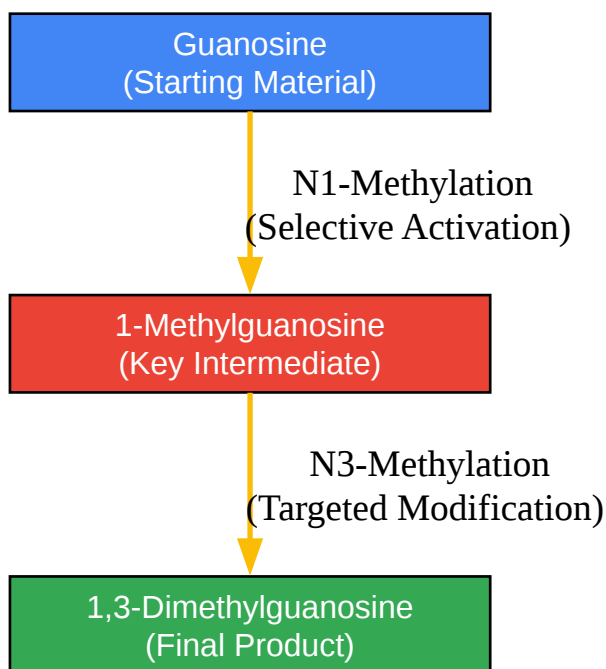 Guanosine
(Starting Material)
N1-Methylation
(Selective Activation)
1-Methylguanosine
(Key Intermediate)
N3-Methylation
(Targeted Modification)
1,3-Dimethylguanosine
(Final Product)